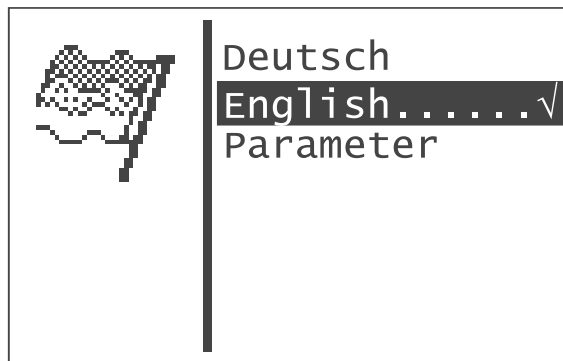 Deutsch
English......√
Parameter